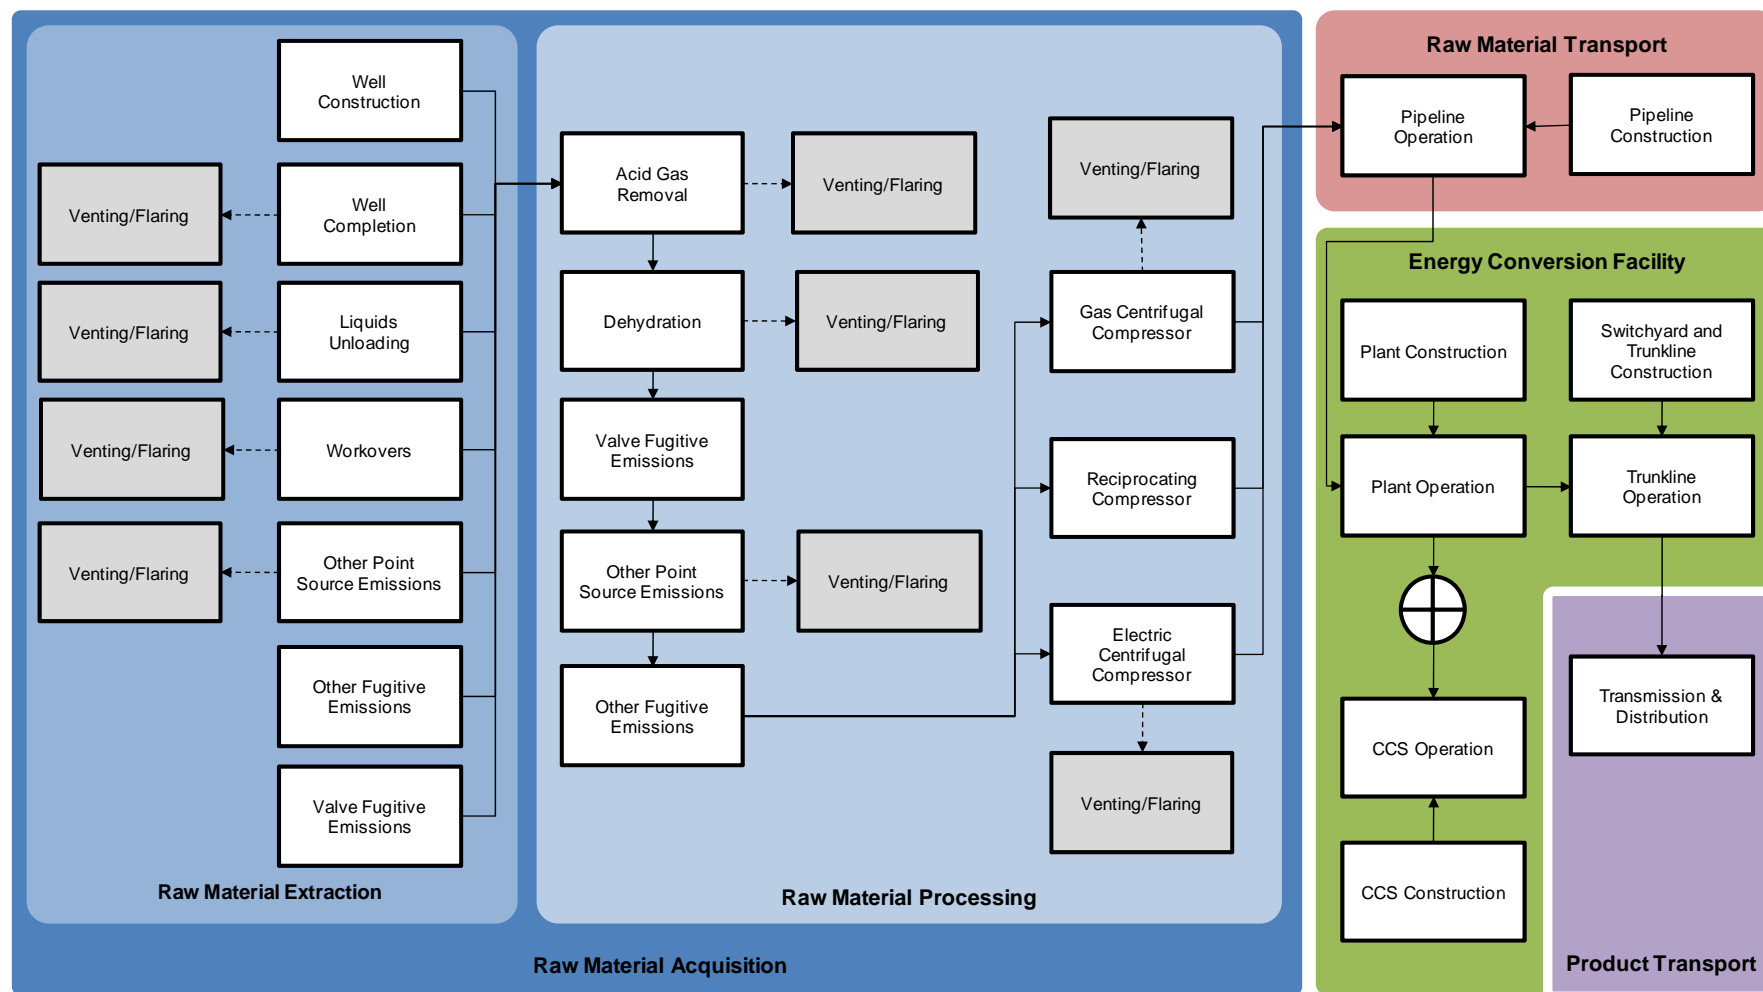 Well
Construction
Venting/Flaring
Well
Completion
Venting/Flaring
Liquids
Unloading
Venting/Flaring
Workovers
Venting/Flaring
Other Point
Source Emissions
Other Fugitive
Emissions
Valve Fugitive
Emissions
Raw Material Extraction
Acid Gas
Removal
Venting/Flaring
Dehydration
Venting/Flaring
Valve Fugitive
Emissions
Other Point
Source Emissions
Venting/Flaring
Other Fugitive
Emissions
Venting/Flaring
Gas Centrifugal
Compressor
Reciprocating
Compressor
Electric
Centrifugal
Compressor
Venting/Flaring
Raw Material Processing
Raw Material Acquisition
Raw Material Transport
Pipeline
Operation
Pipeline
Construction
Energy Conversion Facility
Plant Construction
Switchyard and
Trunkline
Construction
Plant Operation
Trunkline
Operation
CCS Operation
CCS Construction
Transmission &
Distribution
Product Transport